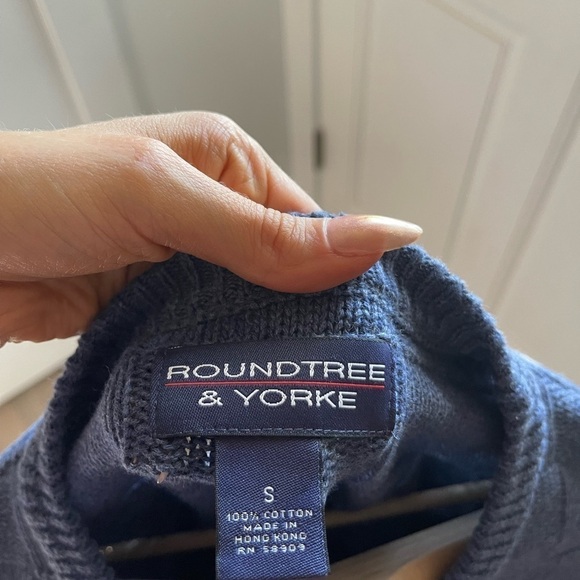 ROUNDTREE
& YORKE
S
100% COTTON
MADE IN
HONG KONG
RN 58909